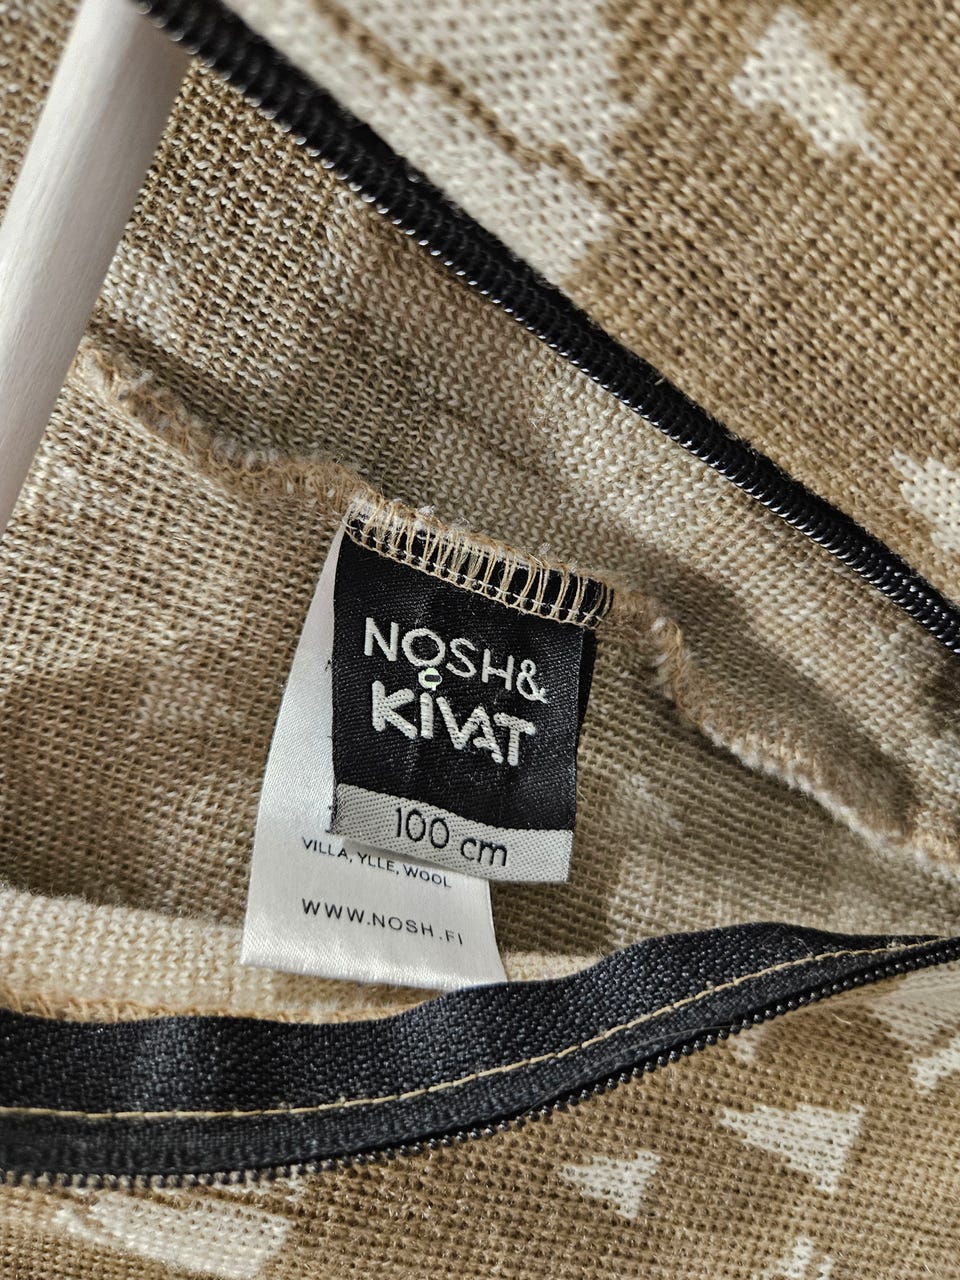 NOSH&
KIVAT
100 cm
VILLA, YLLE, WOOL
WWW.NOSH.FI